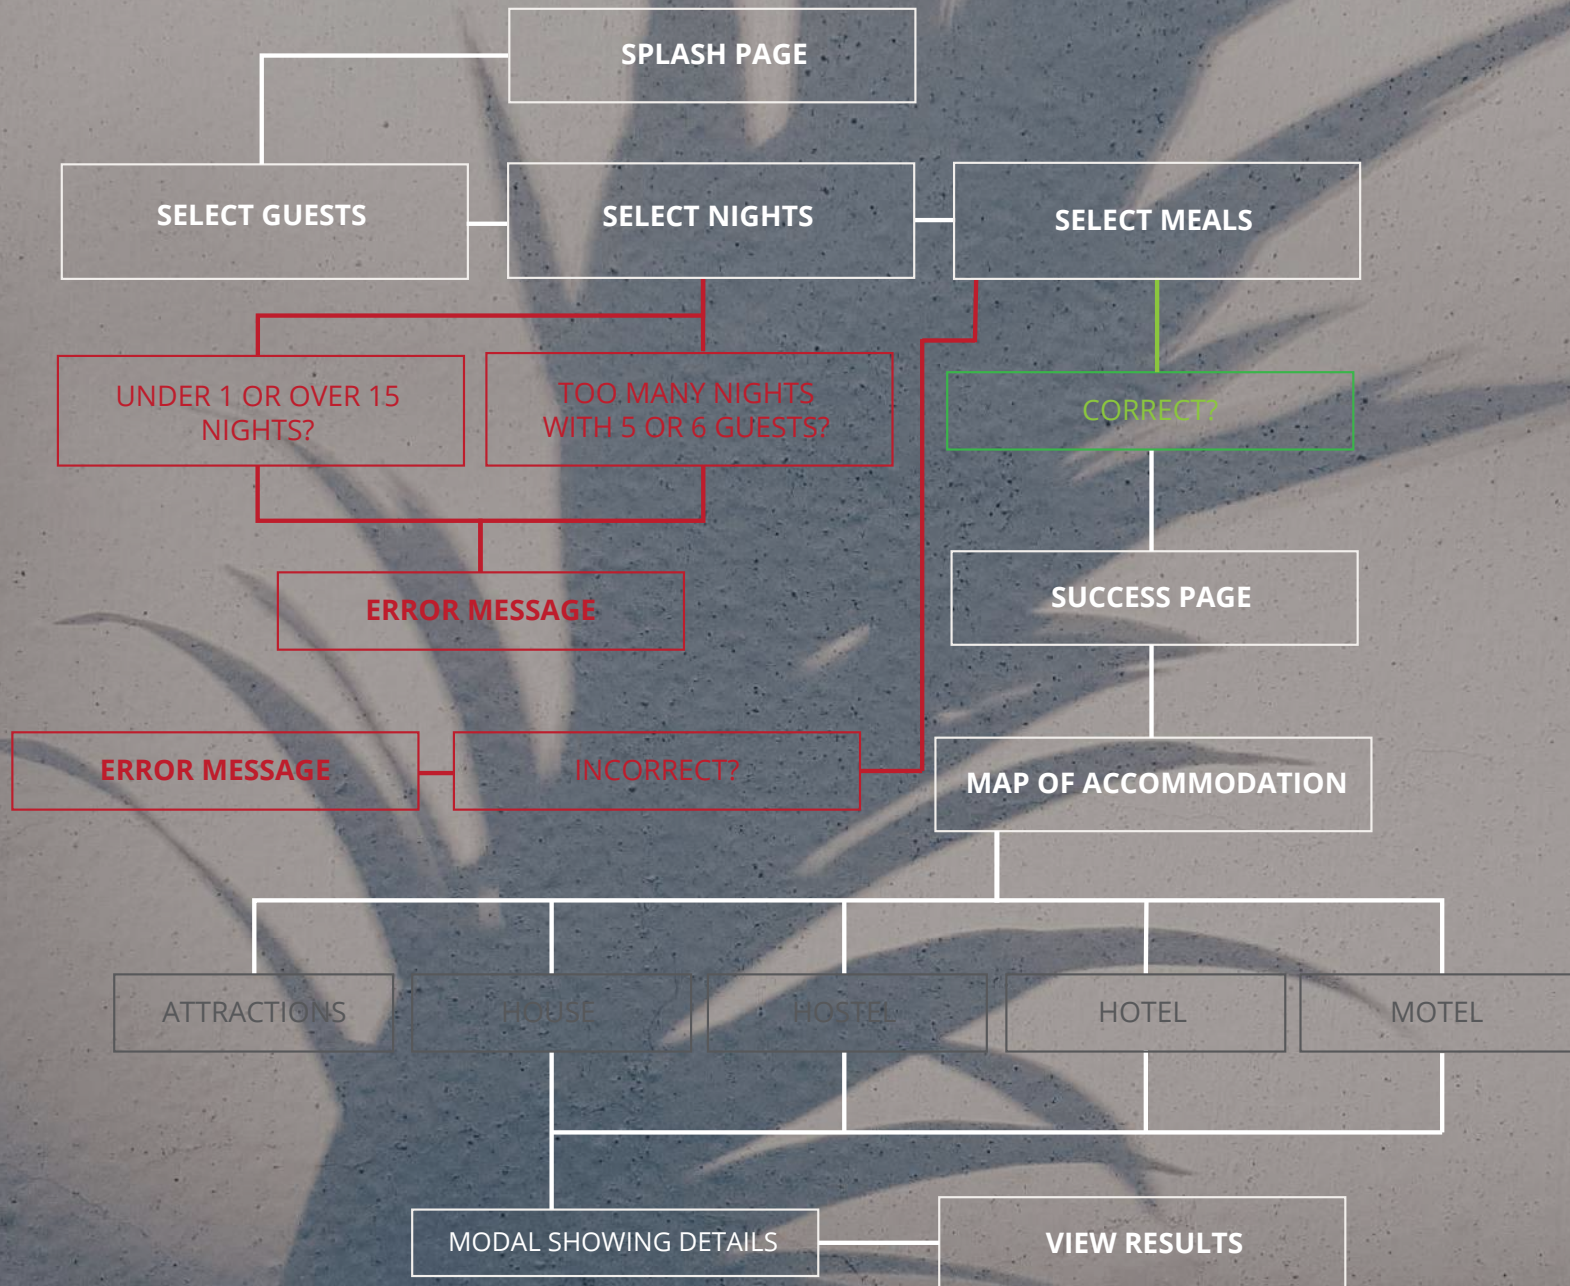 SPLASH PAGE
SELECT GUESTS
SELECT NIGHTS
SELECT MEALS
UNDER 1 OR OVER 15
NIGHTS?
TOO MANY NIGHTS
WITH 5 OR 6 GUESTS?
CORRECT?
ERROR MESSAGE
SUCCESS PAGE
ERROR MESSAGE
INCORRECT?
MAP OF ACCOMMODATION
ATTRACTIONS
HOUSE
HOSTEL
HOTEL
MOTEL
MODAL SHOWING DETAILS
VIEW RESULTS